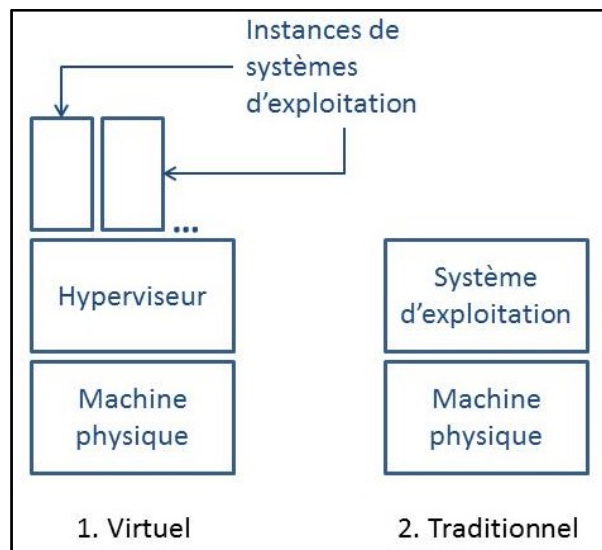 Instances de
systèmes
d'exploitation
...
Hyperviseur
Système
d'exploitation
Machine
physique
Machine
physique
1. Virtuel
2. Traditionnel